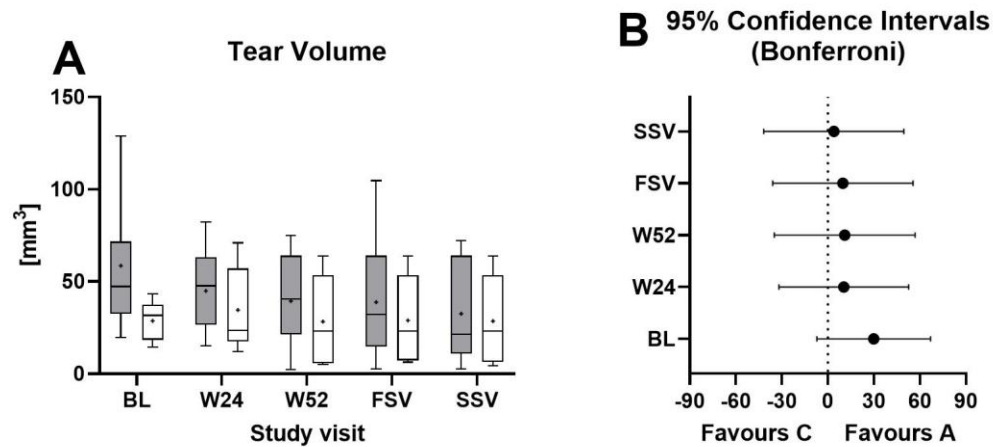 A
Tear Volume
150
100
50
0
[mm³]
BL W24 W52 FSV SSV
Study visit
B
95% Confidence Intervals
(Bonferroni)
SSV
FSV
W52
W24
BL
-90 -60 -30 0 30 60 90
Favours C Favours A